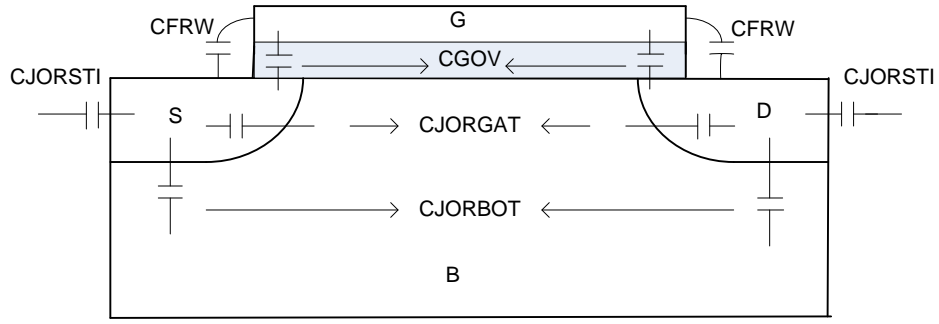 G
CFRW
CFRW
CGOV
CJORSTI
CJORSTI
S
CJORGAT
D
CJORBOT
B